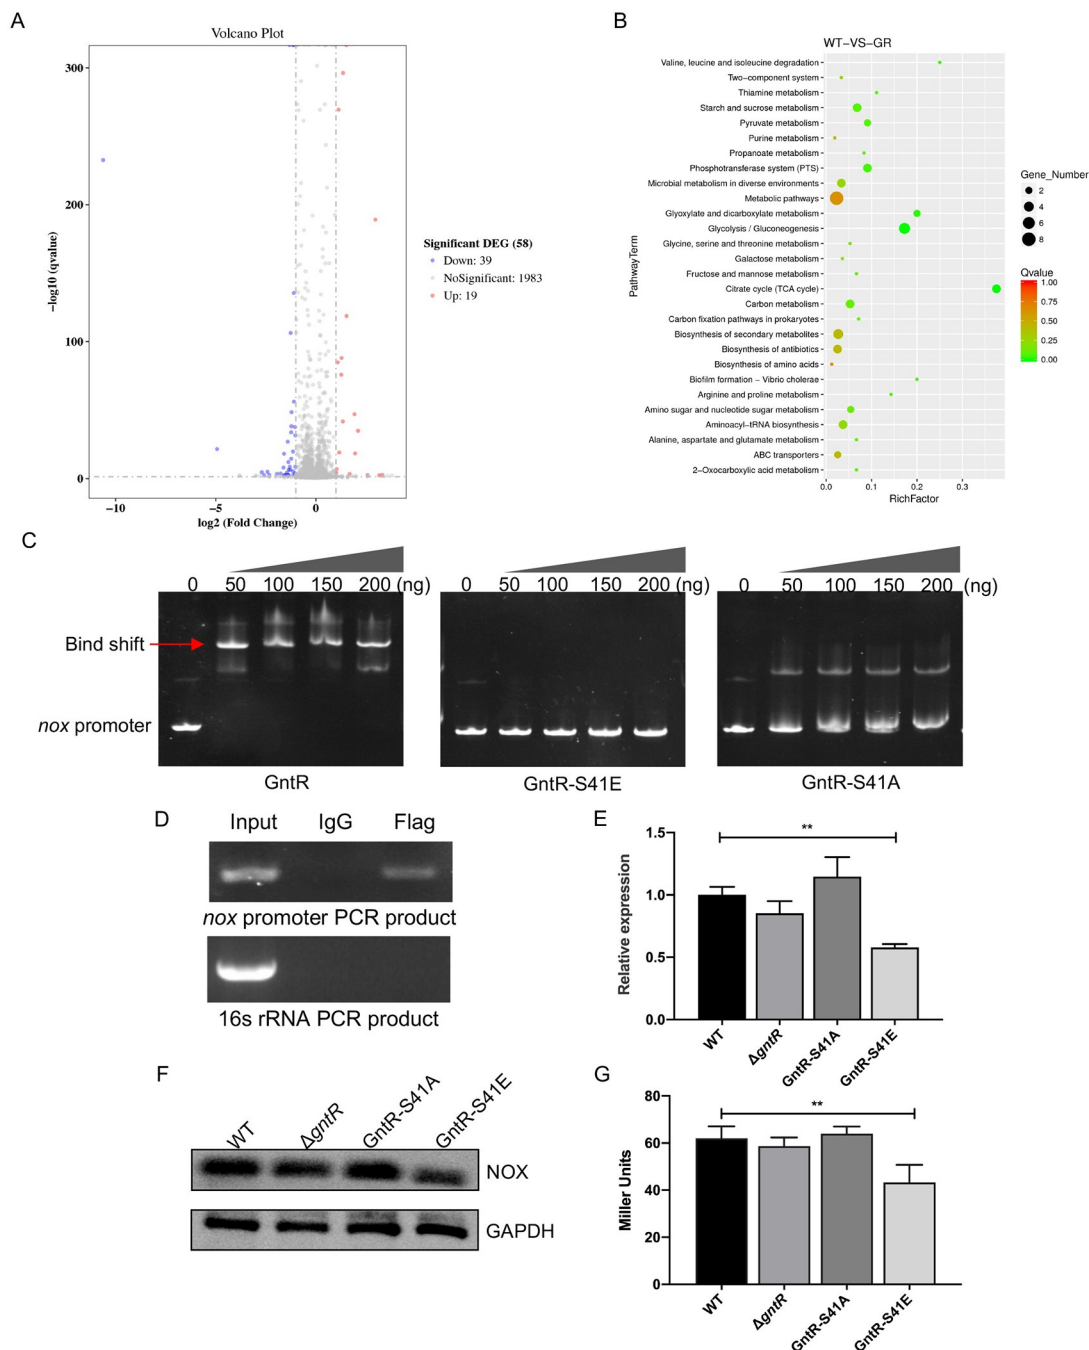 A
Volcano Plot
300
200
100
0
−log10 (qvalue)
−10
−5
0
log2 (Fold Change)
Significant DEG (58)
Down: 39
NoSignificant: 1983
Up: 19
B
WT−VS−GR
PathwayTerm
Valine, leucine and isoleucine degradation
Two−component system
Thiamine metabolism
Starch and sucrose metabolism
Pyruvate metabolism
Purine metabolism
Propanoate metabolism
Phosphotransferase system (PTS)
Microbial metabolism in diverse environments
Metabolic pathways
Glyoxylate and dicarboxylate metabolism
Glycolysis / Gluconeogenesis
Glycine, serine and threonine metabolism
Galactose metabolism
Fructose and mannose metabolism
Citrate cycle (TCA cycle)
Carbon metabolism
Carbon fixation pathways in prokaryotes
Biosynthesis of secondary metabolites
Biosynthesis of antibiotics
Biosynthesis of amino acids
Biofilm formation − Vibrio cholerae
Arginine and proline metabolism
Amino sugar and nucleotide sugar metabolism
Aminoacyl−tRNA biosynthesis
Alanine, aspartate and glutamate metabolism
ABC transporters
2−Oxocarboxylic acid metabolism
0.0 0.1 0.2 0.3
RichFactor
Gene_Number
2
4
6
8
Qvalue
1.00
0.75
0.50
0.25
0.00
C
0 50 100 150 200 (ng)
0 50 100 150 200 (ng)
0 50 100 150 200 (ng)
Bind shift
nox promoter
GntR
GntR-S41E
GntR-S41A
D
Input IgG Flag
nox promoter PCR product
16s rRNA PCR product
E
Relative expression
1.5
1.0
0.5
0.0
**
WT
ΔgntR
GntR-S41A
GntR-S41E
F
WT
ΔgntR
GntR-S41A
GntR-S41E
NOX
GAPDH
G
Miller Units
80
60
40
20
0
**
WT
ΔgntR
GntR-S41A
GntR-S41E